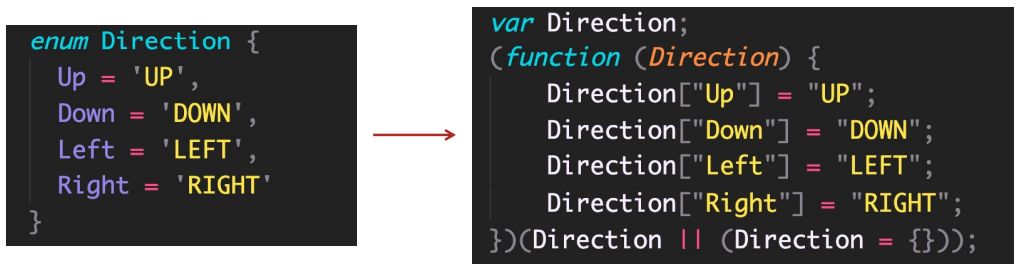 enum Direction {
Up = 'UP',
Down = 'DOWN',
Left = 'LEFT',
Right = 'RIGHT'
}
var Direction;
(function (Direction) {
Direction["Up"] = "UP";
Direction["Down"] = "DOWN";
Direction["Left"] = "LEFT";
Direction["Right"] = "RIGHT";
})(Direction || (Direction = {}));